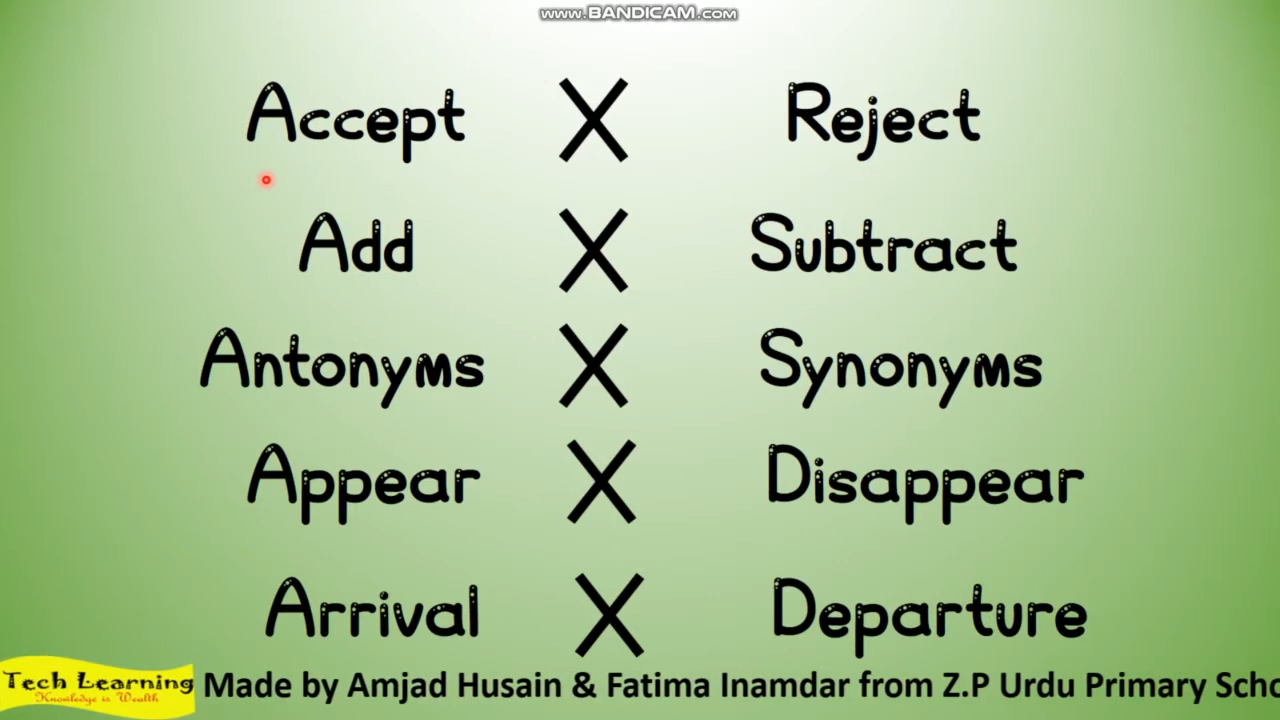 www.BANDICAM.com
Accept X Reject
Add X Subtract
Antonyms X Synonyms
Appear X Disappear
Arrival X Departure
Tech Learning
Knowledge is Wealth
Made by Amjad Husain & Fatima Inamdar from Z.P Urdu Primary Scho